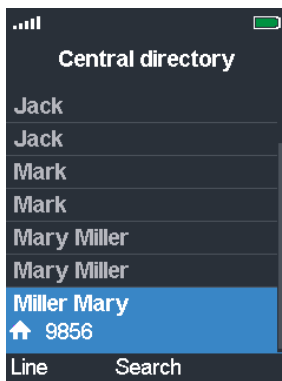 Central directory
Jack
Jack
Mark
Mark
Mary Miller
Mary Miller
Miller Mary
9856
Line Search